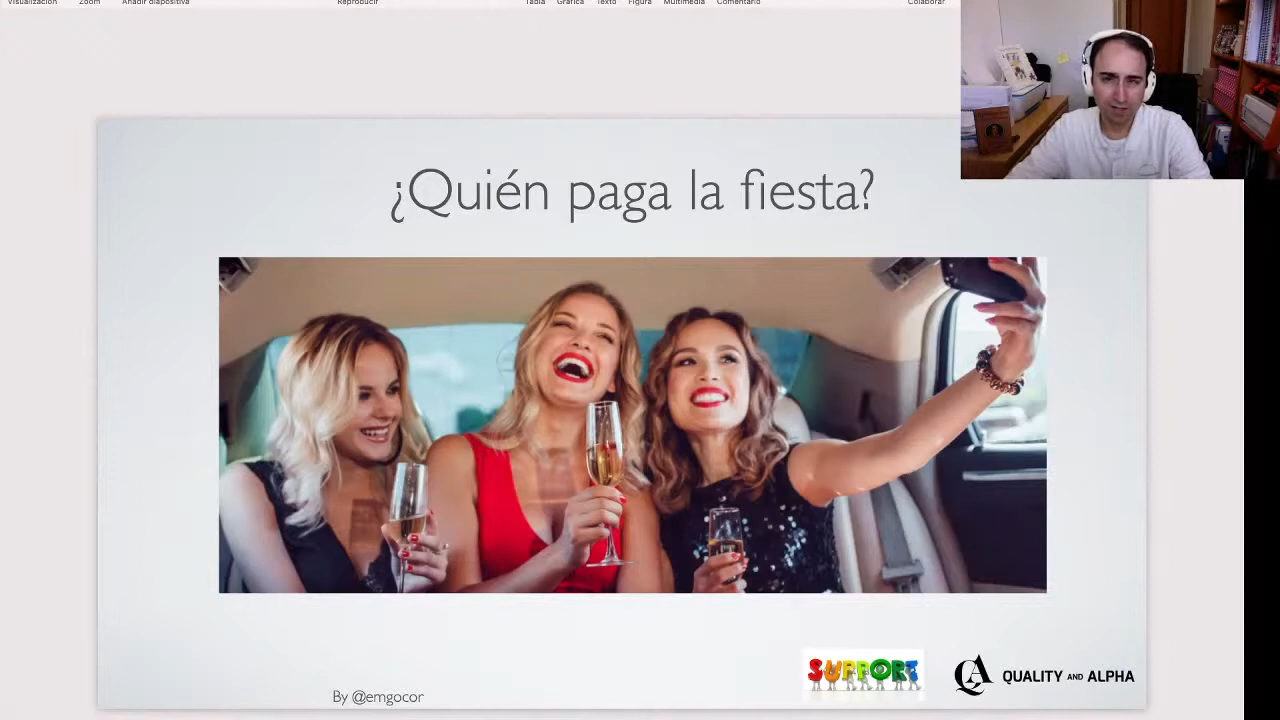 Visualización Zoom Añadir diapositiva Reproducir Tabla Gráfica Texto Figura Multimedia Comentario Colaborar
¿Quién paga la fiesta?
SUPPORT
QA QUALITY AND ALPHA
By @emgocor